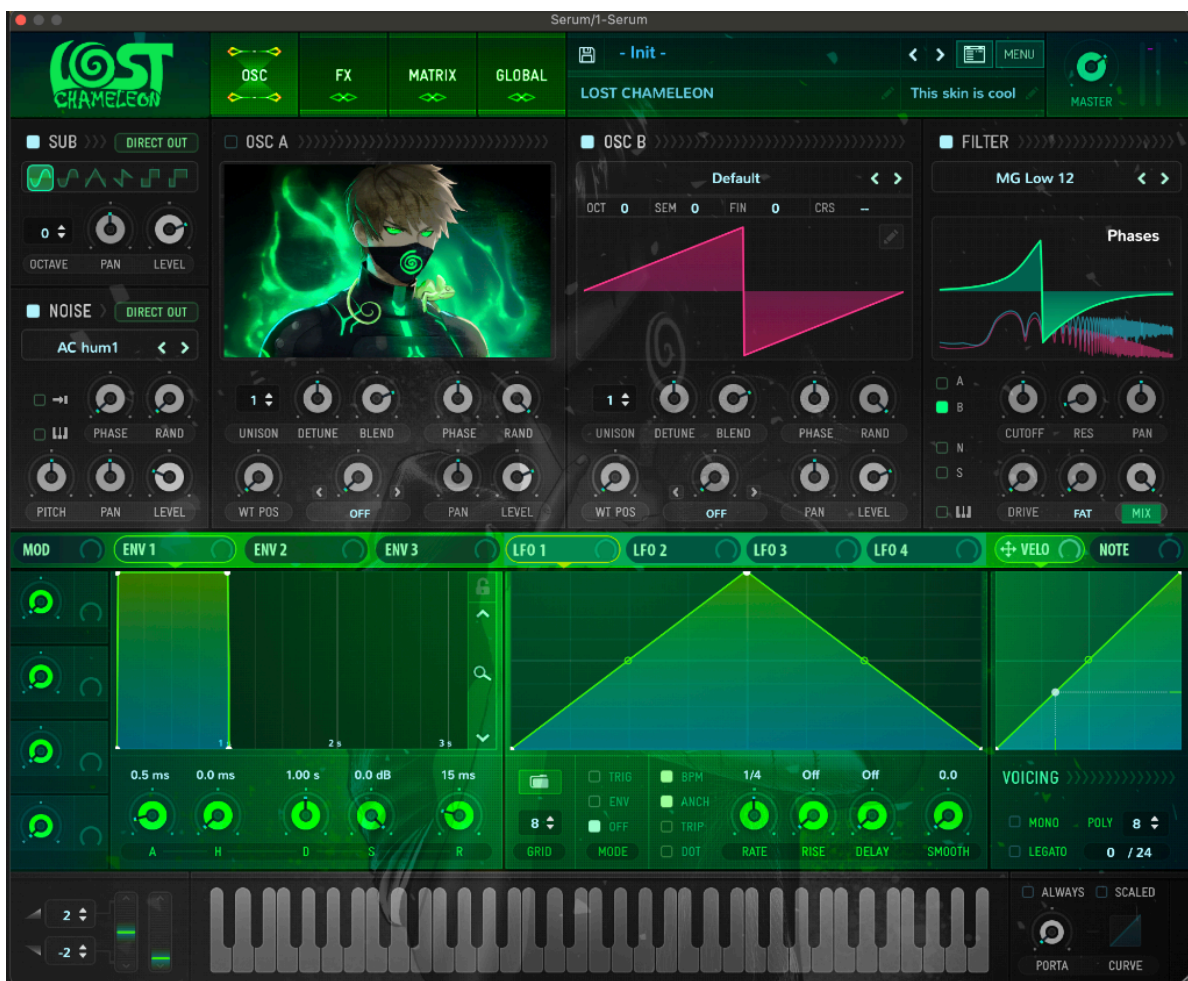 Serum/1-Serum
LOST CHAMELEON
OSC FX MATRIX GLOBAL
- Init -
MENU
LOST CHAMELEON
This skin is cool
MASTER
SUB DIRECT OUT
0
OCTAVE PAN LEVEL
NOISE DIRECT OUT
AC hum1
PHASE RAND
PITCH PAN LEVEL
OSC A
1
UNISON DETUNE BLEND PHASE RAND
WT POS OFF PAN LEVEL
OSC B
Default
OCT 0 SEM 0 FIN 0 CRS --
1
UNISON DETUNE BLEND PHASE RAND
WT POS OFF PAN LEVEL
FILTER
MG Low 12
Phases
A
B
N
S
CUTOFF RES PAN
DRIVE FAT MIX
MOD ENV 1 ENV 2 ENV 3 LFO 1 LFO 2 LFO 3 LFO 4 VELO NOTE
1 2 s 3 s
0.5 ms 0.0 ms 1.00 s 0.0 dB 15 ms
A H D S R
8
GRID
TRIG
ENV
OFF
MODE
BPM
ANCH
TRIP
DOT
1/4 Off Off 0.0
RATE RISE DELAY SMOOTH
VOICING
MONO POLY 8
LEGATO 0 / 24
2
-2
ALWAYS SCALED
PORTA CURVE